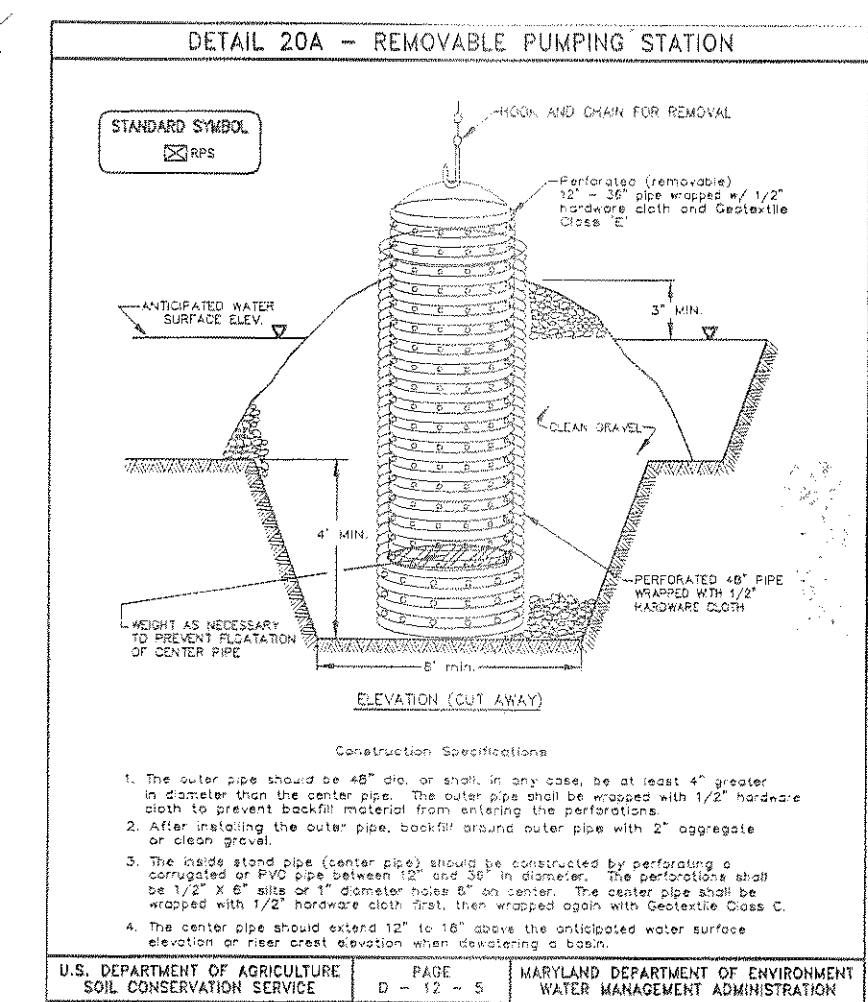 DETAIL 20A - REMOVABLE PUMPING STATION
STANDARD SYMBOL
RPS
HOOK AND CHAIN FOR REMOVAL
Perforated (removable)
12" - 36" pipe wrapped w/ 1/2"
hardware cloth and Geotextile
Class 'E'
ANTICIPATED WATER
SURFACE ELEV.
3" MIN.
CLEAN GRAVEL
4' MIN.
PERFORATED 48" PIPE
WRAPPED WITH 1/2"
HARDWARE CLOTH
WEIGHT AS NECESSARY
TO PREVENT FLOATATION
OF CENTER PIPE
8' min.
ELEVATION (CUT AWAY)
Construction Specifications
1. The outer pipe should be 48" dia. or shall, in any case, be at least 4" greater
in diameter than the center pipe. The outer pipe shall be wrapped with 1/2" hardware
cloth to prevent backfill material from entering the perforations.
2. After installing the outer pipe, backfill around outer pipe with 2" aggregate
or clean gravel.
3. The inside stand pipe (center pipe) should be constructed by perforating a
corrugated or PVC pipe between 12" and 36" in diameter. The perforations shall
be 1/2" X 6" slits or 1" diameter holes 6" on center. The center pipe shall be
wrapped with 1/2" hardware cloth first, then wrapped again with Geotextile Class C.
4. The center pipe should extend 12" to 18" above the anticipated water surface
elevation or riser crest elevation when dewatering a basin.
U.S. DEPARTMENT OF AGRICULTURE
SOIL CONSERVATION SERVICE
PAGE
D - 12 - 5
MARYLAND DEPARTMENT OF ENVIRONMENT
WATER MANAGEMENT ADMINISTRATION